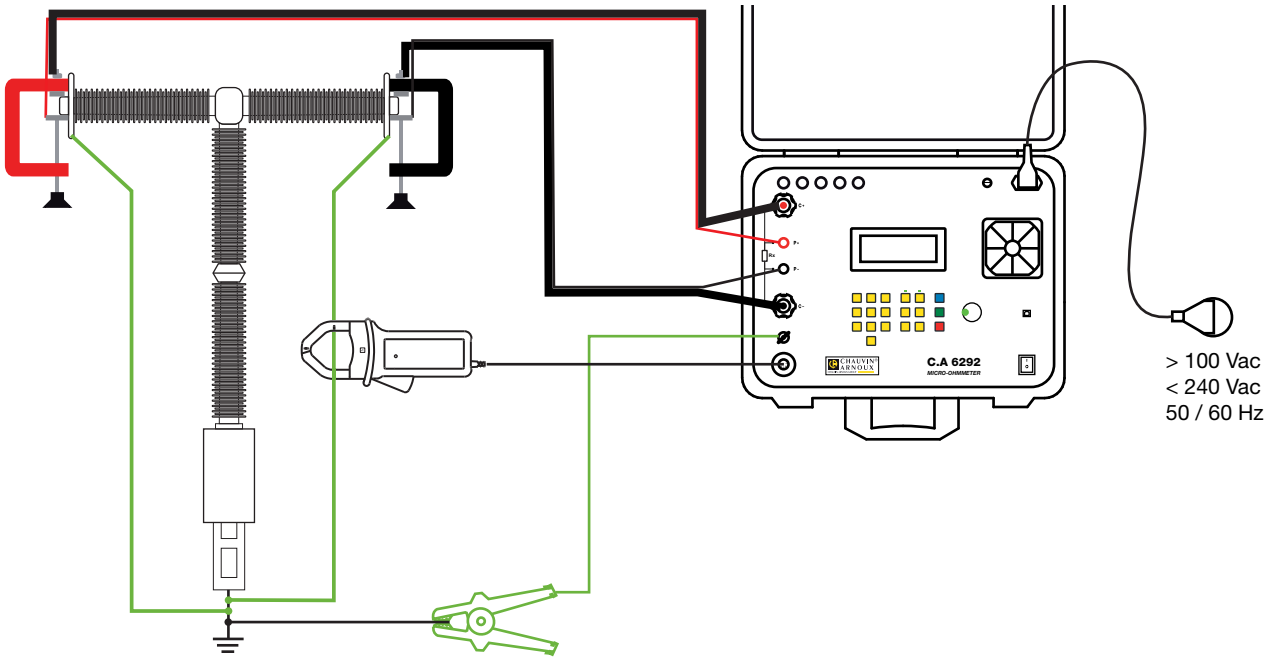 C+
P+
Rx
P-
C-
CHAUVIN®
ARNOUX
C.A 6292
MICRO-OHMMETER
> 100 Vac
< 240 Vac
50 / 60 Hz